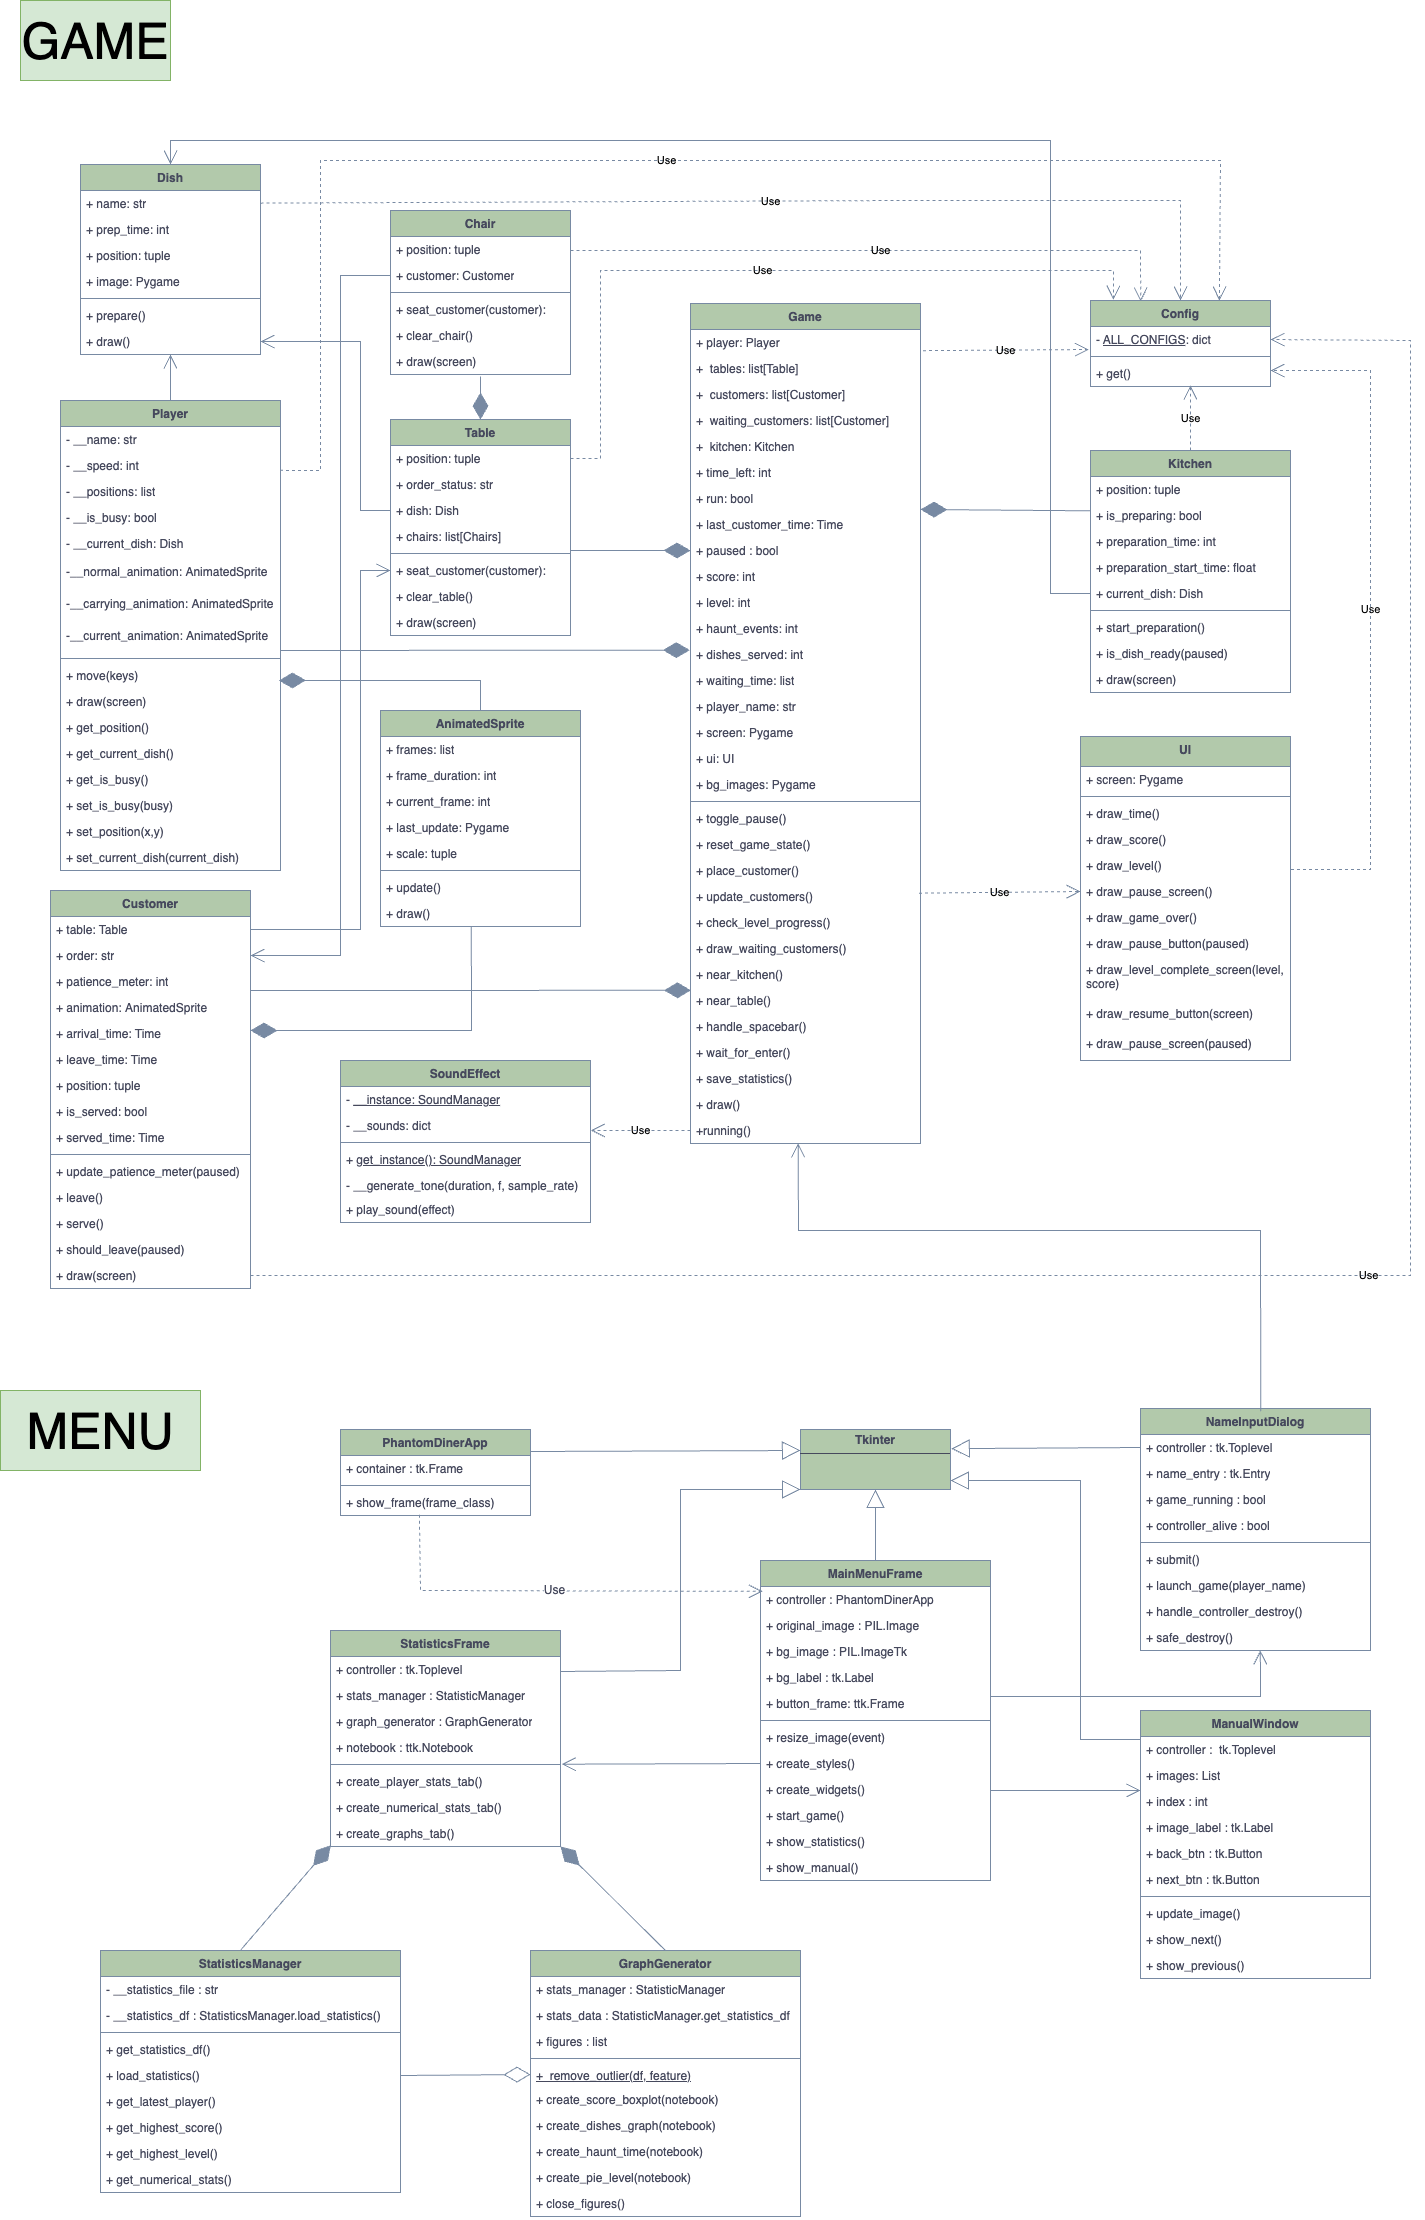 GAME
Use
Dish
+ name: str
+ prep_time: int
+ position: tuple
+ image: Pygame
+ prepare()
+ draw()
Use
Chair
+ position: tuple
+ customer: Customer
+ seat_customer(customer):
+ clear_chair()
+ draw(screen)
Use
Use
Game
+ player: Player
+ tables: list[Table]
+ customers: list[Customer]
+ waiting_customers: list[Customer]
+ kitchen: Kitchen
+ time_left: int
+ run: bool
+ last_customer_time: Time
+ paused : bool
+ score: int
+ level: int
+ haunt_events: int
+ dishes_served: int
+ waiting_time: list
+ player_name: str
+ screen: Pygame
+ ui: UI
+ bg_images: Pygame
+ toggle_pause()
+ reset_game_state()
+ place_customer()
+ update_customers()
+ check_level_progress()
+ draw_waiting_customers()
+ near_kitchen()
+ near_table()
+ handle_spacebar()
+ wait_for_enter()
+ save_statistics()
+ draw()
+running()
Use
Config
- ALL_CONFIGS: dict
+ get()
Use
Player
- __name: str
- __speed: int
- __positions: list
- __is_busy: bool
- __current_dish: Dish
-__normal_animation: AnimatedSprite
-__carrying_animation: AnimatedSprite
-__current_animation: AnimatedSprite
+ move(keys)
+ draw(screen)
+ get_position()
+ get_current_dish()
+ get_is_busy()
+ set_is_busy(busy)
+ set_position(x,y)
+ set_current_dish(current_dish)
Table
+ position: tuple
+ order_status: str
+ dish: Dish
+ chairs: list[Chairs]
+ seat_customer(customer):
+ clear_table()
+ draw(screen)
Kitchen
+ position: tuple
+ is_preparing: bool
+ preparation_time: int
+ preparation_start_time: float
+ current_dish: Dish
+ start_preparation()
+ is_dish_ready(paused)
+ draw(screen)
Use
AnimatedSprite
+ frames: list
+ frame_duration: int
+ current_frame: int
+ last_update: Pygame
+ scale: tuple
+ update()
+ draw()
UI
+ screen: Pygame
+ draw_time()
+ draw_score()
+ draw_level()
+ draw_pause_screen()
+ draw_game_over()
+ draw_pause_button(paused)
+ draw_level_complete_screen(level,
score)
+ draw_resume_button(screen)
+ draw_pause_screen(paused)
Use
Customer
+ table: Table
+ order: str
+ patience_meter: int
+ animation: AnimatedSprite
+ arrival_time: Time
+ leave_time: Time
+ position: tuple
+ is_served: bool
+ served_time: Time
+ update_patience_meter(paused)
+ leave()
+ serve()
+ should_leave(paused)
+ draw(screen)
SoundEffect
- __instance: SoundManager
- __sounds: dict
+ get_instance(): SoundManager
- __generate_tone(duration, f, sample_rate)
+ play_sound(effect)
Use
Use
MENU
PhantomDinerApp
+ container : tk.Frame
+ show_frame(frame_class)
Tkinter
NameInputDialog
+ controller : tk.Toplevel
+ name_entry : tk.Entry
+ game_running : bool
+ controller_alive : bool
+ submit()
+ launch_game(player_name)
+ handle_controller_destroy()
+ safe_destroy()
Use
MainMenuFrame
+ controller : PhantomDinerApp
+ original_image : PIL.Image
+ bg_image : PIL.ImageTk
+ bg_label : tk.Label
+ button_frame: ttk.Frame
+ resize_image(event)
+ create_styles()
+ create_widgets()
+ start_game()
+ show_statistics()
+ show_manual()
StatisticsFrame
+ controller : tk.Toplevel
+ stats_manager : StatisticManager
+ graph_generator : GraphGenerator
+ notebook : ttk.Notebook
+ create_player_stats_tab()
+ create_numerical_stats_tab()
+ create_graphs_tab()
ManualWindow
+ controller : tk.Toplevel
+ images: List
+ index : int
+ image_label : tk.Label
+ back_btn : tk.Button
+ next_btn : tk.Button
+ update_image()
+ show_next()
+ show_previous()
StatisticsManager
- __statistics_file : str
- __statistics_df : StatisticsManager.load_statistics()
+ get_statistics_df()
+ load_statistics()
+ get_latest_player()
+ get_highest_score()
+ get_highest_level()
+ get_numerical_stats()
GraphGenerator
+ stats_manager : StatisticManager
+ stats_data : StatisticManager.get_statistics_df
+ figures : list
+ remove_outlier(df, feature)
+ create_score_boxplot(notebook)
+ create_dishes_graph(notebook)
+ create_haunt_time(notebook)
+ create_pie_level(notebook)
+ close_figures()